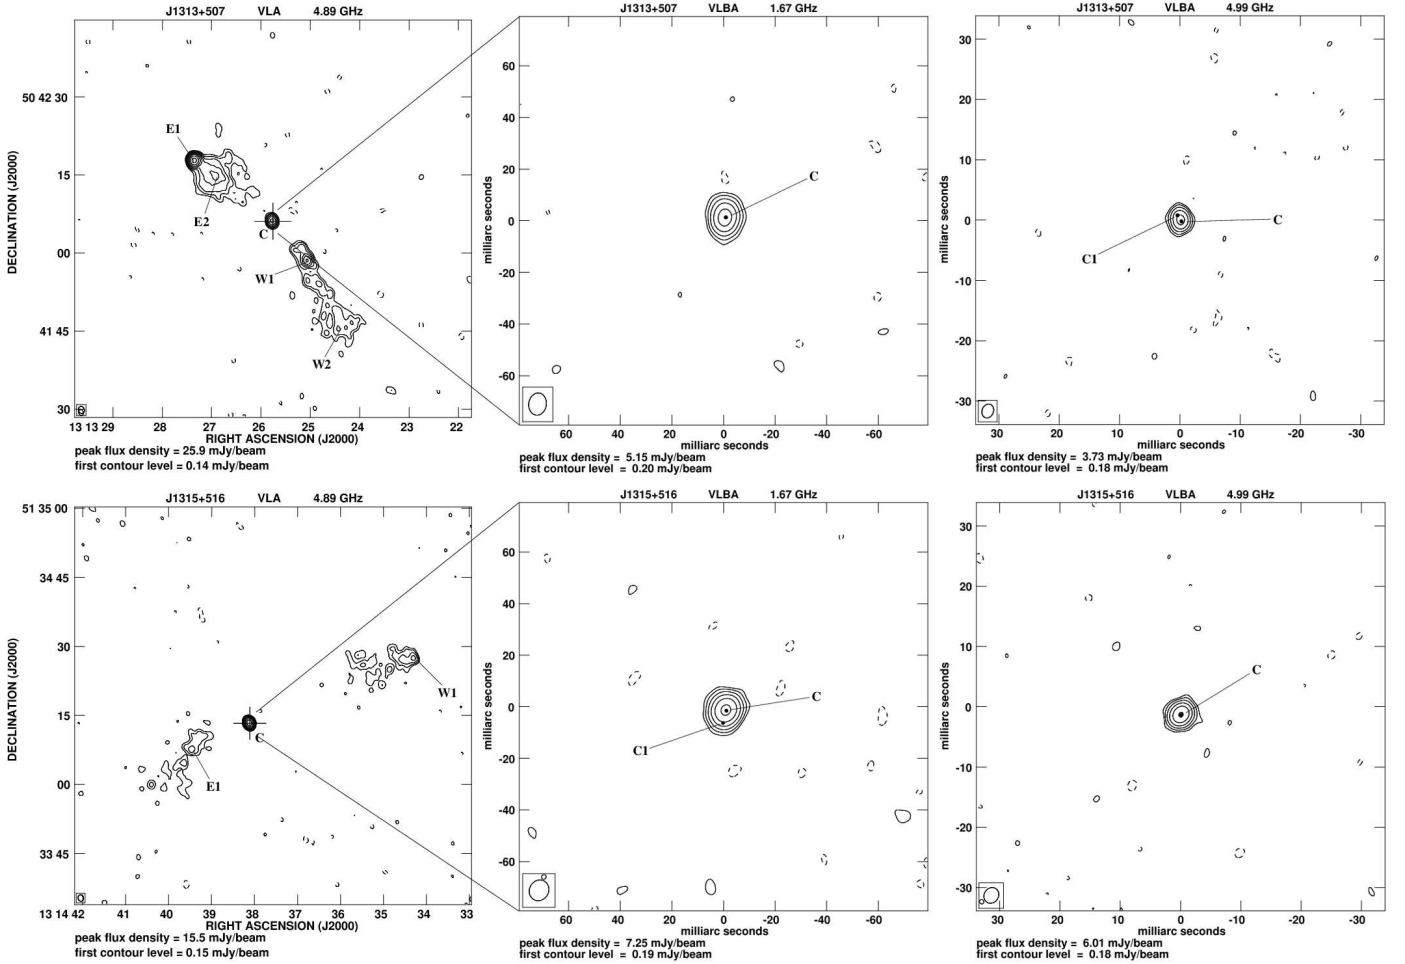 J1313+507 VLA 4.89 GHz
DECLINATION (J2000)
50 42 30
15
00
41 45
30
E1
E2
C
W1
W2
13 13 29 28 27 26 25 24 23 22
RIGHT ASCENSION (J2000)
peak flux density = 25.9 mJy/beam
first contour level = 0.14 mJy/beam
J1313+507 VLBA 1.67 GHz
milliarc seconds
60
40
20
0
-20
-40
-60
C
60 40 20 0 -20 -40 -60
milliarc seconds
peak flux density = 5.15 mJy/beam
first contour level = 0.20 mJy/beam
J1313+507 VLBA 4.99 GHz
milliarc seconds
30
20
10
0
-10
-20
-30
C
C1
30 20 10 0 -10 -20 -30
milliarc seconds
peak flux density = 3.73 mJy/beam
first contour level = 0.18 mJy/beam
J1315+516 VLA 4.89 GHz
DECLINATION (J2000)
51 35 00
34 45
30
15
00
33 45
W1
C
E1
13 14 42 41 40 39 38 37 36 35 34 33
RIGHT ASCENSION (J2000)
peak flux density = 15.5 mJy/beam
first contour level = 0.15 mJy/beam
J1315+516 VLBA 1.67 GHz
milliarc seconds
60
40
20
0
-20
-40
-60
C
C1
60 40 20 0 -20 -40 -60
milliarc seconds
peak flux density = 7.25 mJy/beam
first contour level = 0.19 mJy/beam
J1315+516 VLBA 4.99 GHz
milliarc seconds
30
20
10
0
-10
-20
-30
C
30 20 10 0 -10 -20 -30
milliarc seconds
peak flux density = 6.01 mJy/beam
first contour level = 0.18 mJy/beam